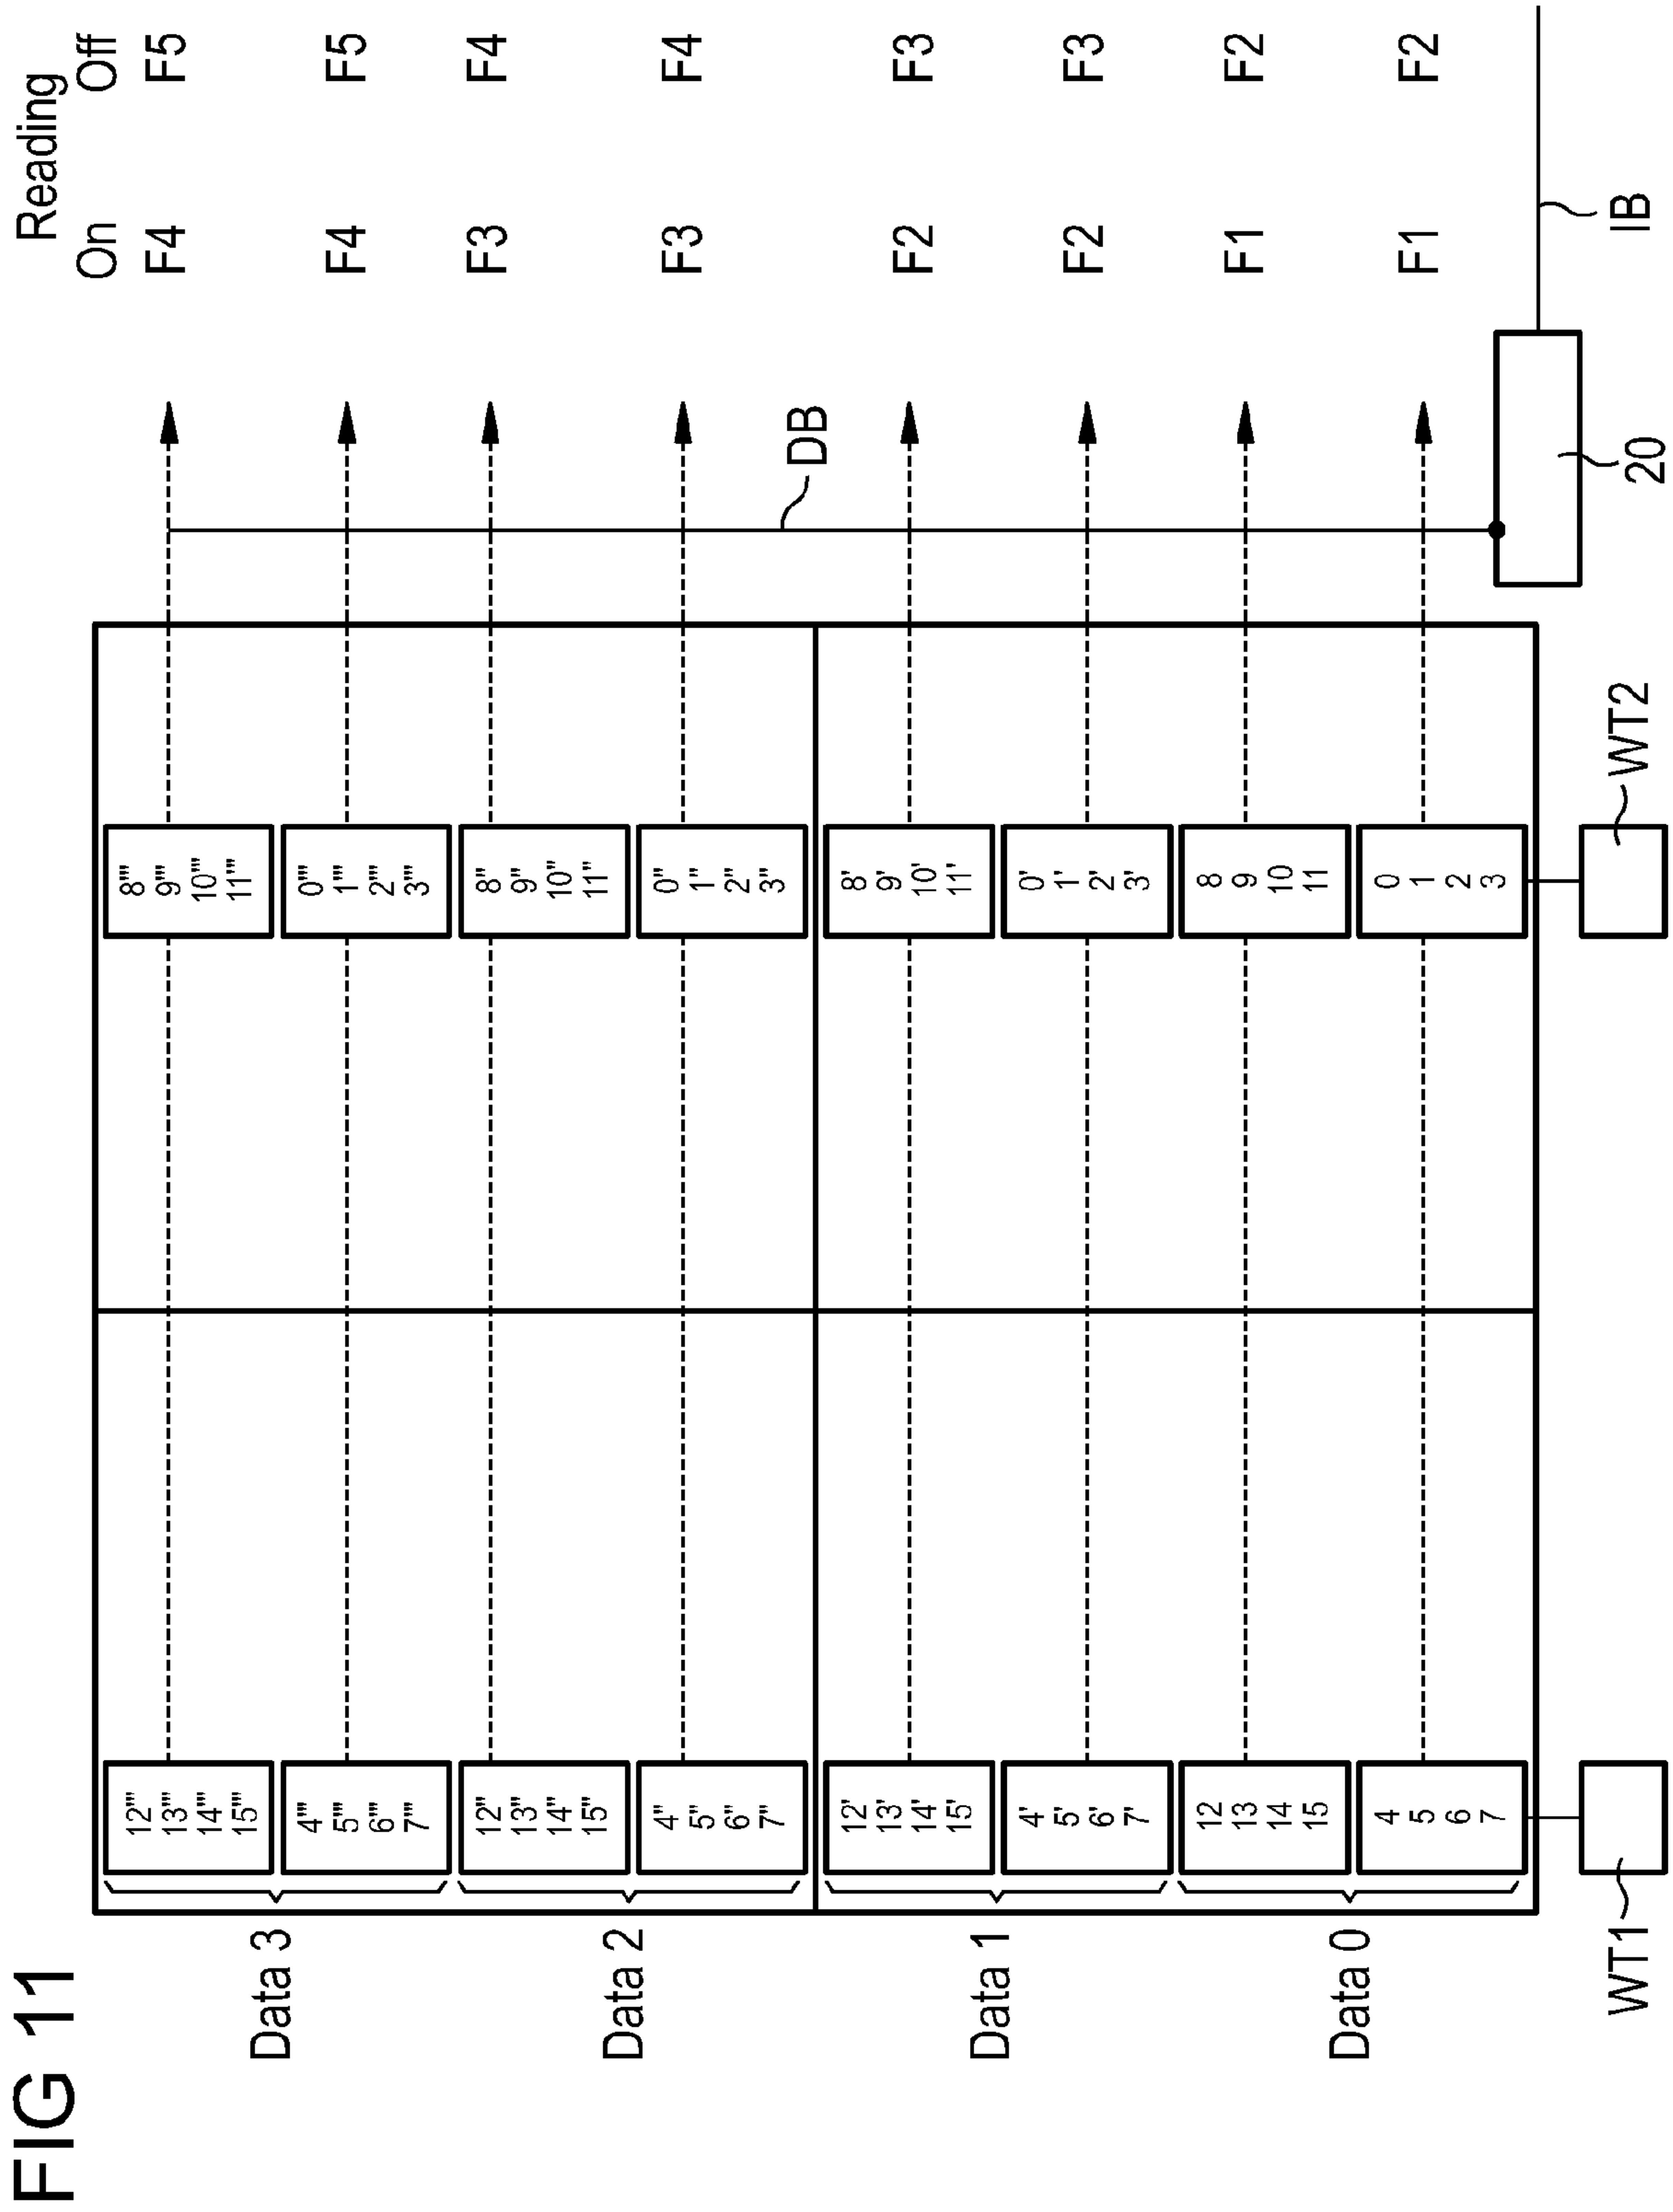 FIG 11
Reading
On Off
12''' 8'''
13''' 9''' F4 F5
14''' 10'''
15''' 11'''
Data 3
4''' 0'''
5''' 1''' F4 F5
6''' 2'''
7''' 3'''
12'' 8'' F3 F4
13'' 9''
14'' 10''
15'' 11''
Data 2
4'' 0''
5'' 1'' F3 F4
6'' 2''
7'' 3''
DB
12' 8'
13' 9' F2 F3
14' 10'
15' 11'
Data 1
4' 0'
5' 1' F2 F3
6' 2'
7' 3'
12 8
13 9 F1 F2
14 10
15 11
Data 0
4 0
5 1 F1 F2
6 2
7 3
WT1 WT2 20 IB